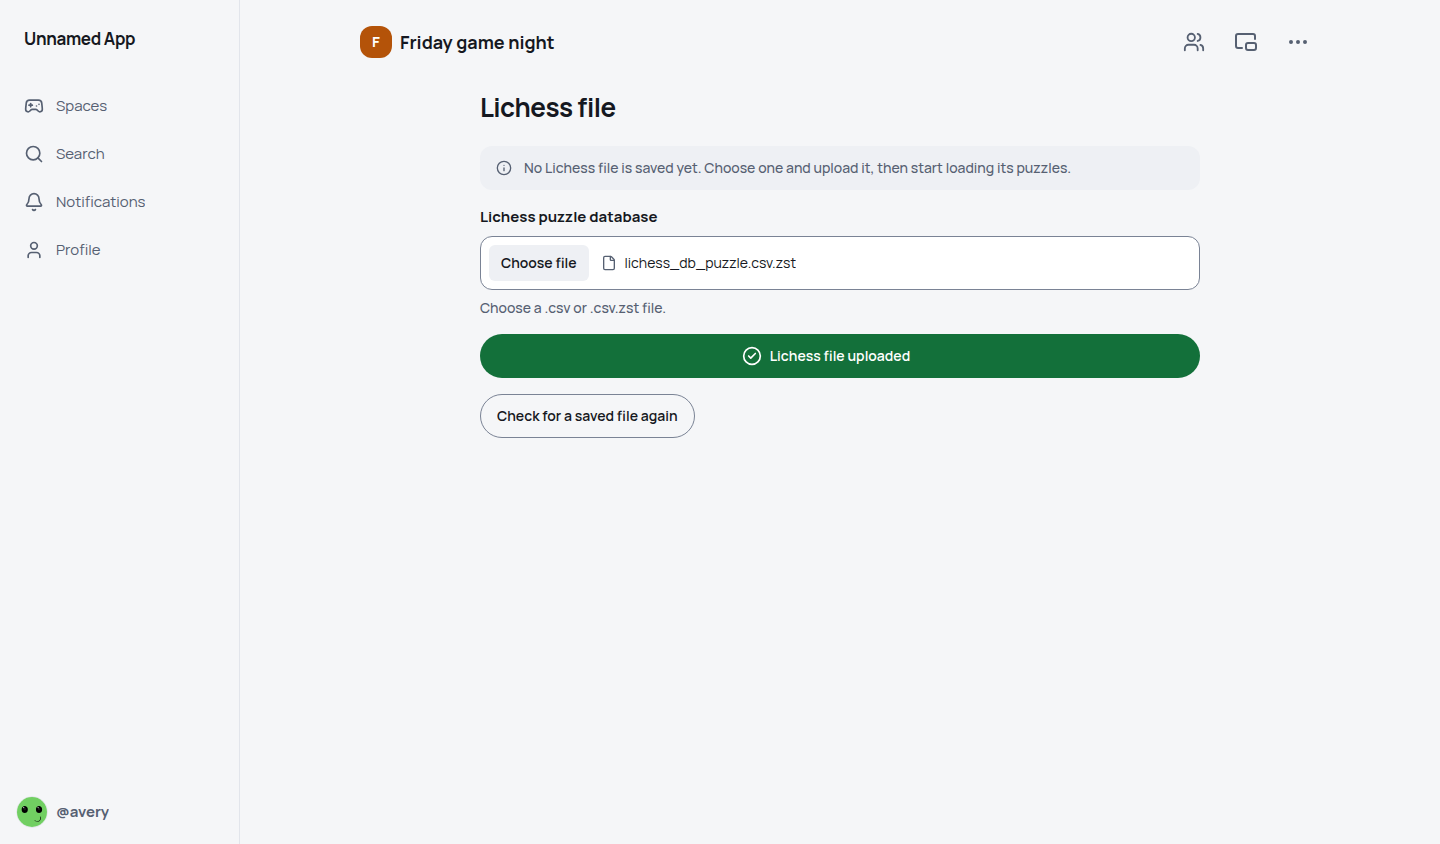 Unnamed App
Spaces
Search
Notifications
Profile
@avery
F
Friday game night
Lichess file
No Lichess file is saved yet. Choose one and upload it, then start loading its puzzles.
Lichess puzzle database
Choose file
lichess_db_puzzle.csv.zst
Choose a .csv or .csv.zst file.
Lichess file uploaded
Check for a saved file again